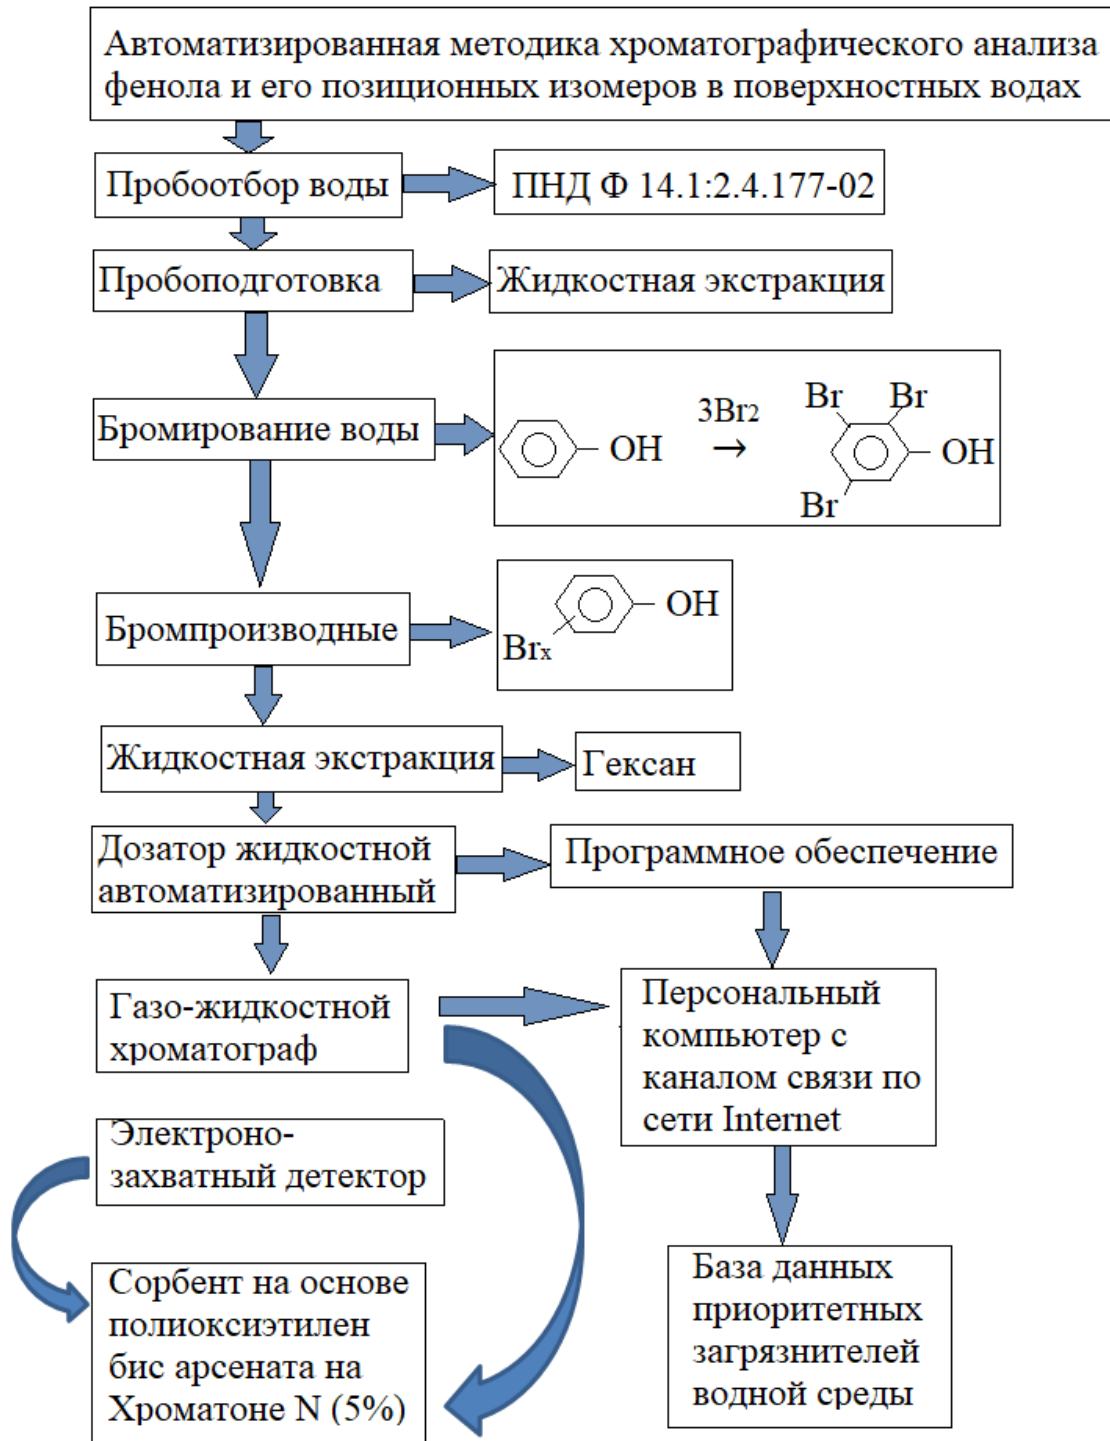 Автоматизированная методика хроматографического анализа
фенола и его позиционных изомеров в поверхностных водах
Пробоотбор воды
ПНД Ф 14.1:2.4.177-02
Пробоподготовка
Жидкостная экстракция
Бромирование воды
OH
3Br2
→
Br
Br
Br
OH
Бромпроизводные
Brx
OH
Жидкостная экстракция
Гексан
Дозатор жидкостной
автоматизированный
Программное обеспечение
Газо-жидкостной
хроматограф
Персональный
компьютер с
каналом связи по
сети Internet
Электроно-
захватный детектор
Сорбент на основе
полиоксиэтилен
бис арсената на
Хроматоне N (5%)
База данных
приоритетных
загрязнителей
водной среды